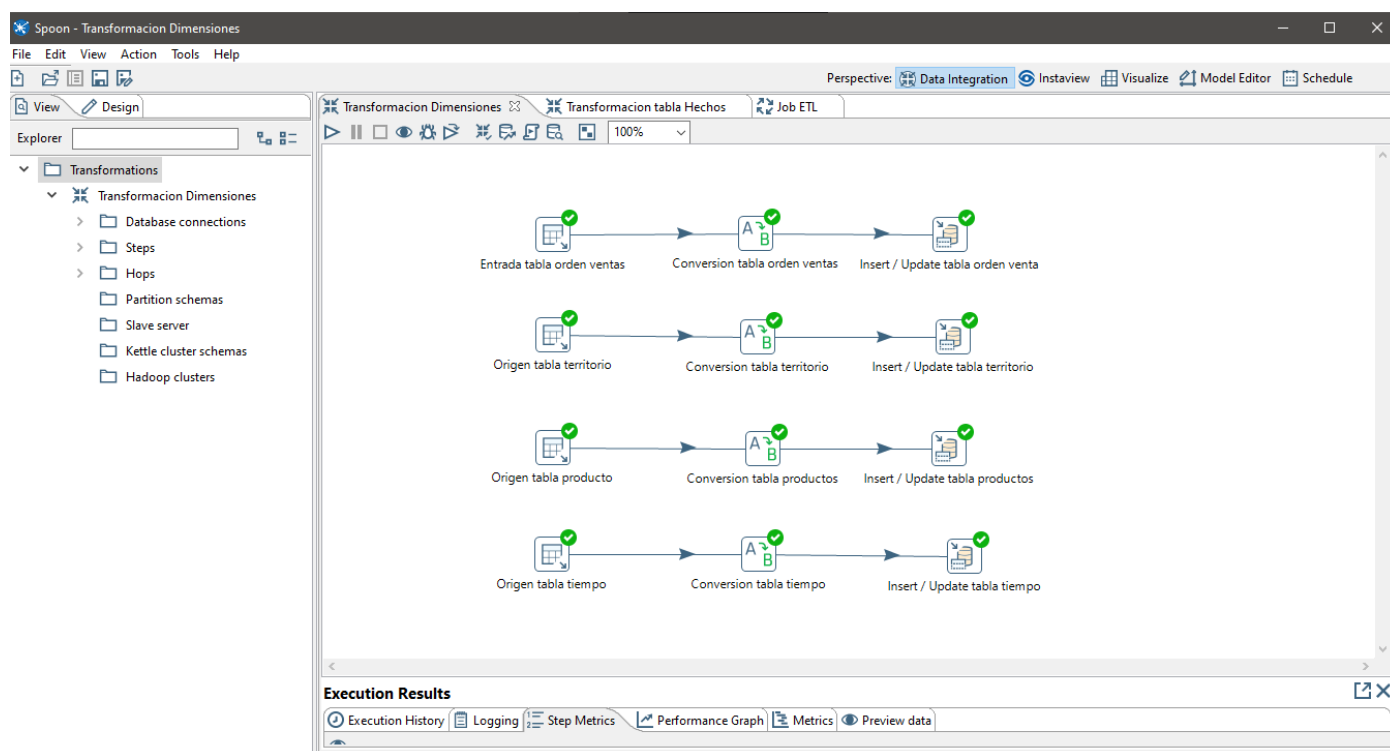 Spoon - Transformacion Dimensiones
File Edit View Action Tools Help
Perspective: Data Integration Instaview Visualize Model Editor Schedule
View Design
Transformacion Dimensiones Transformacion tabla Hechos Job ETL
Explorer
100%
Transformations
Transformacion Dimensiones
Database connections
Steps
Hops
Partition schemas
Slave server
Kettle cluster schemas
Hadoop clusters
A B
Entrada tabla orden ventas Conversion tabla orden ventas Insert / Update tabla orden venta
A B
Origen tabla territorio Conversion tabla territorio Insert / Update tabla territorio
A B
Origen tabla producto Conversion tabla productos Insert / Update tabla productos
A B
Origen tabla tiempo Conversion tabla tiempo Insert / Update tabla tiempo
Execution Results
Execution History Logging Step Metrics Performance Graph Metrics Preview data